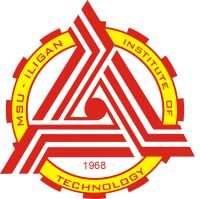 MSU - ILIGAN
INSTITUTE OF
TECHNOLOGY
1968